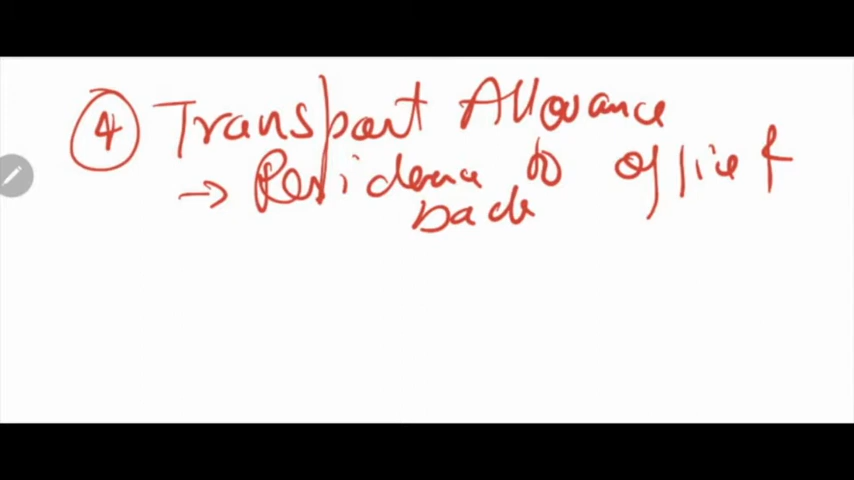 ④ Transport Allowance
→ Residence to office &
back